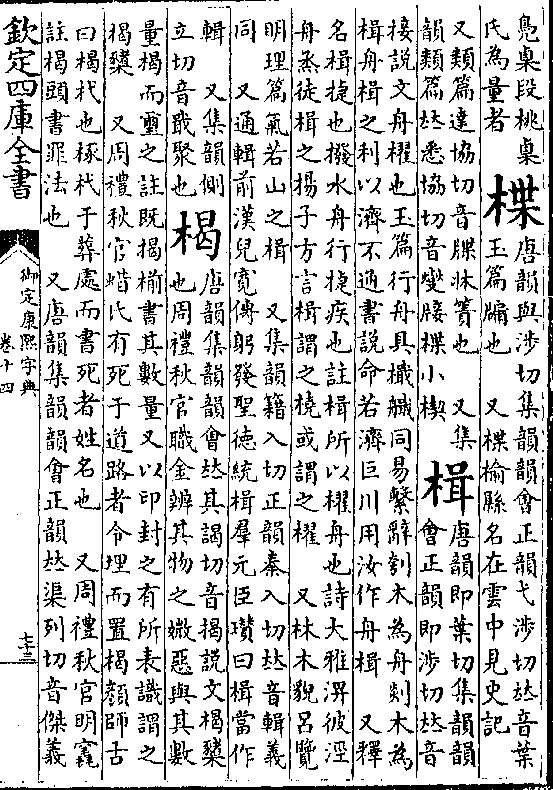 鳧㮚段桃㮚
氏為量者
楪
唐韻與涉切集韻韻會正韻弋涉切𠀤音葉
玉篇牖也　又楪榆縣名在雲中見史記
又類篇達協切音牒牀簀也　又集
韻類篇𠀤悉協切音燮牋楪小楔
楫
唐韻即葉切集韻韻
會正韻即涉切𠀤音
接說文舟櫂也玉篇行舟具檝艥同易繫辭刳木為舟剡木為
楫舟楫之利以濟不通書說命若濟巨川用汝作舟楫　又釋
名楫捷也撥水舟行捷疾也註楫所以櫂舟也詩大雅淠彼涇
舟烝徒楫之揚子方言楫謂之橈或謂之櫂　又林木貌呂覽
明理篇氣若山之楫　又集韻籍入切正韻秦入切𠀤音輯義
同　又通輯前漢兒寬傳躬發聖德統楫羣元臣瓚曰楫當作
輯　又集韻側
立切音戢聚也
楬
唐韻集韻韻會𠀤其謁切音揭說文楬櫫
也周禮秋官職金辨其物之媺惡與其數
量楬而璽之註既楬榆書其數量又以印封之有所表識謂之
楬櫫　又周禮秋官蜡氏有死于道路者令埋而置楬顔師古
曰楬杙也椓杙于葬處而書死者姓名也　又周禮秋官明竁
註楬頭書罪法也　又唐韻集韻韻會正韻𠀤渠列切音傑義
欽定四庫全書
御定康熙字典
卷十四
七十三